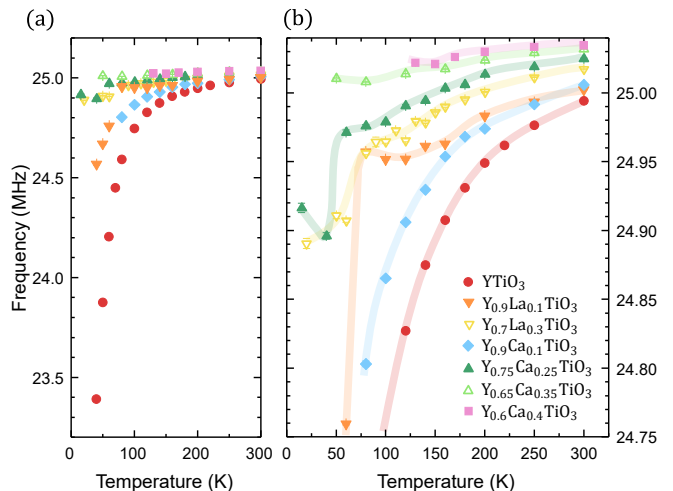 (a)
(b)
Frequency (MHz)
25.0
24.5
24.0
23.5
0
100
200
300
Temperature (K)
25.00
24.95
24.90
24.85
24.80
24.75
0
50
100
150
200
250
300
Temperature (K)
YTiO₃
Y₀.₉La₀.₁TiO₃
Y₀.₇La₀.₃TiO₃
Y₀.₉Ca₀.₁TiO₃
Y₀.₇₅Ca₀.₂₅TiO₃
Y₀.₆₅Ca₀.₃₅TiO₃
Y₀.₆Ca₀.₄TiO₃